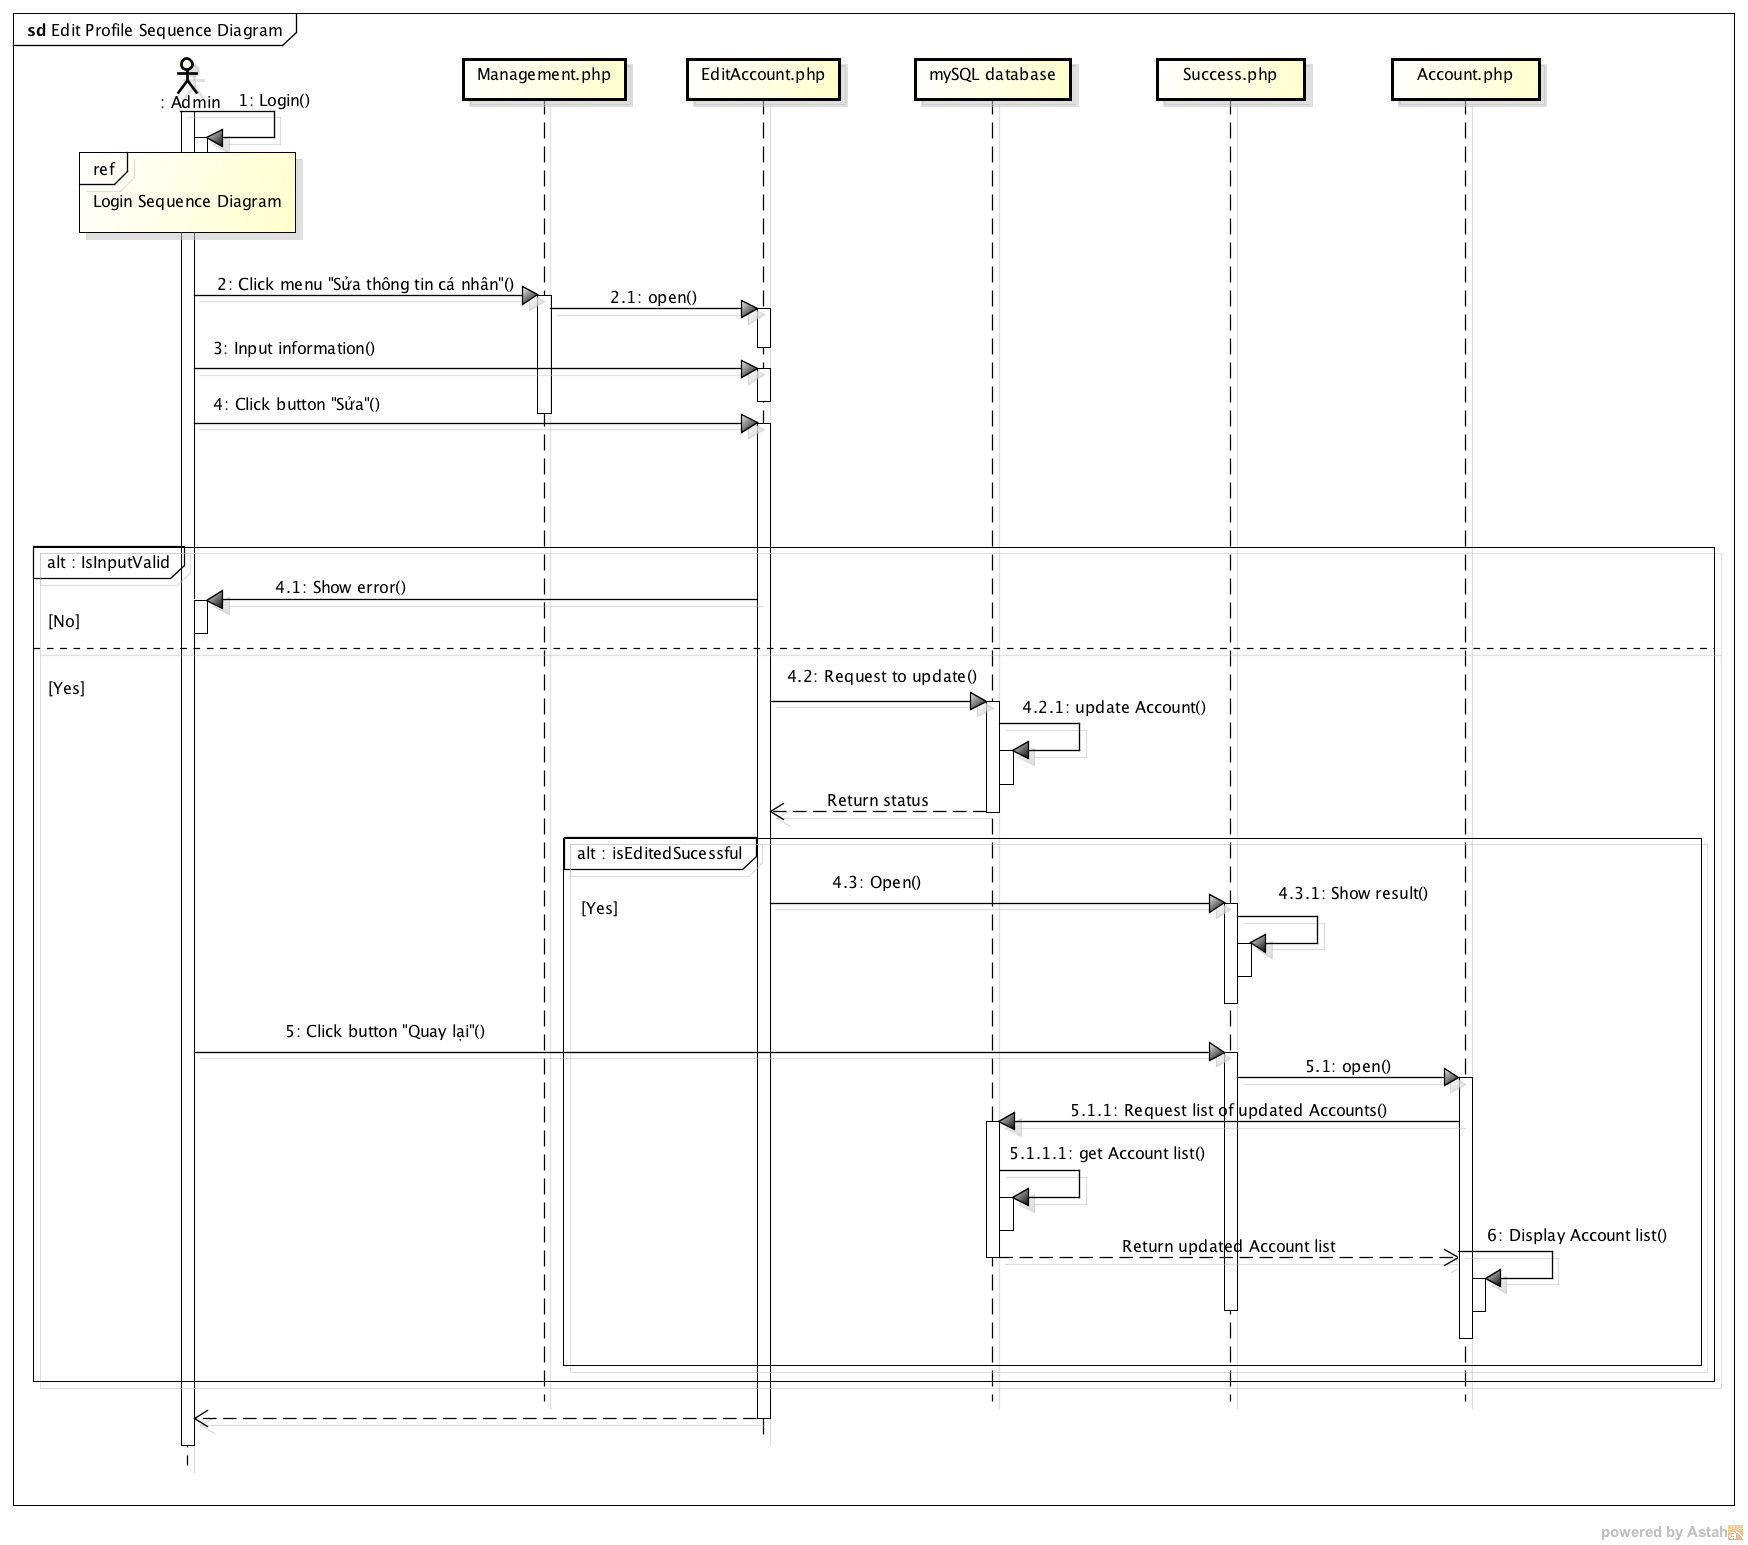 sd Edit Profile Sequence Diagram
: Admin
Management.php
EditAccount.php
mySQL database
Success.php
Account.php
1: Login()
ref
Login Sequence Diagram
2: Click menu "Sửa thông tin cá nhân"()
2.1: open()
3: Input information()
4: Click button "Sửa"()
alt : IsInputValid
4.1: Show error()
[No]
[Yes]
4.2: Request to update()
4.2.1: update Account()
Return status
alt : isEditedSucessful
4.3: Open()
[Yes]
4.3.1: Show result()
5: Click button "Quay lại"()
5.1: open()
5.1.1: Request list of updated Accounts()
5.1.1.1: get Account list()
Return updated Account list
6: Display Account list()
powered by Astah